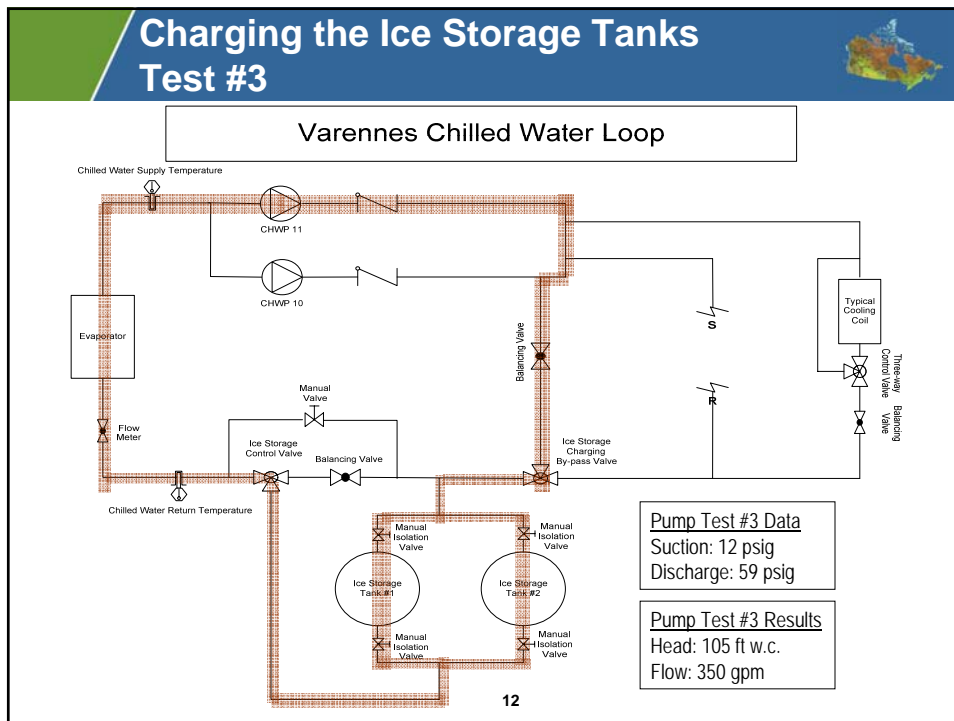 Charging the Ice Storage Tanks
Test #3
Varennes Chilled Water Loop
Chilled Water Supply Temperature
CHWP 11
CHWP 10
Evaporator
Typical
Cooling
Coil
S
R
Balancing Valve
Three-way
Control Valve
Balancing
Valve
Manual
Valve
Flow
Meter
Ice Storage
Control Valve
Balancing Valve
Ice Storage
Charging
By-pass Valve
Chilled Water Return Temperature
Manual
Isolation
Valve
Manual
Isolation
Valve
Ice Storage
Tank #1
Ice Storage
Tank #2
Manual
Isolation
Valve
Manual
Isolation
Valve
Pump Test #3 Data
Suction: 12 psig
Discharge: 59 psig
Pump Test #3 Results
Head: 105 ft w.c.
Flow: 350 gpm
12